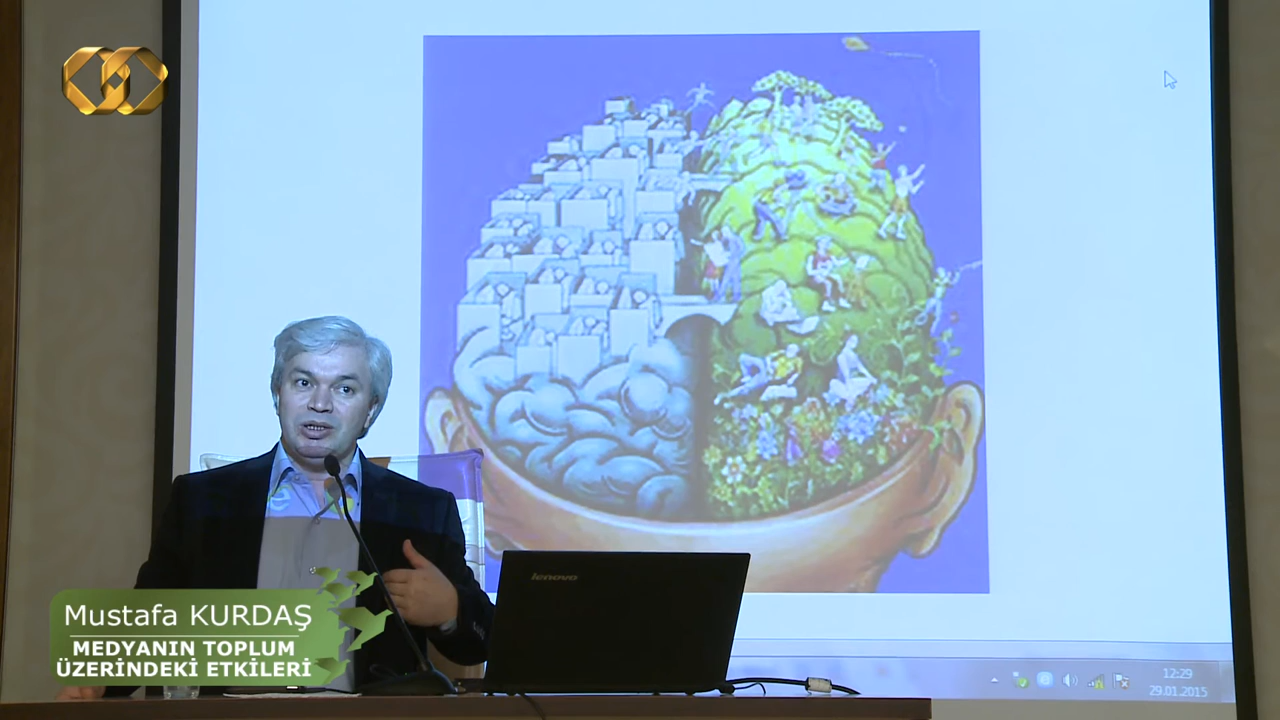 lenovo
Mustafa KURDAŞ
MEDYANIN TOPLUM
ÜZERİNDEKİ ETKİLERİ
12:29
29.01.2015